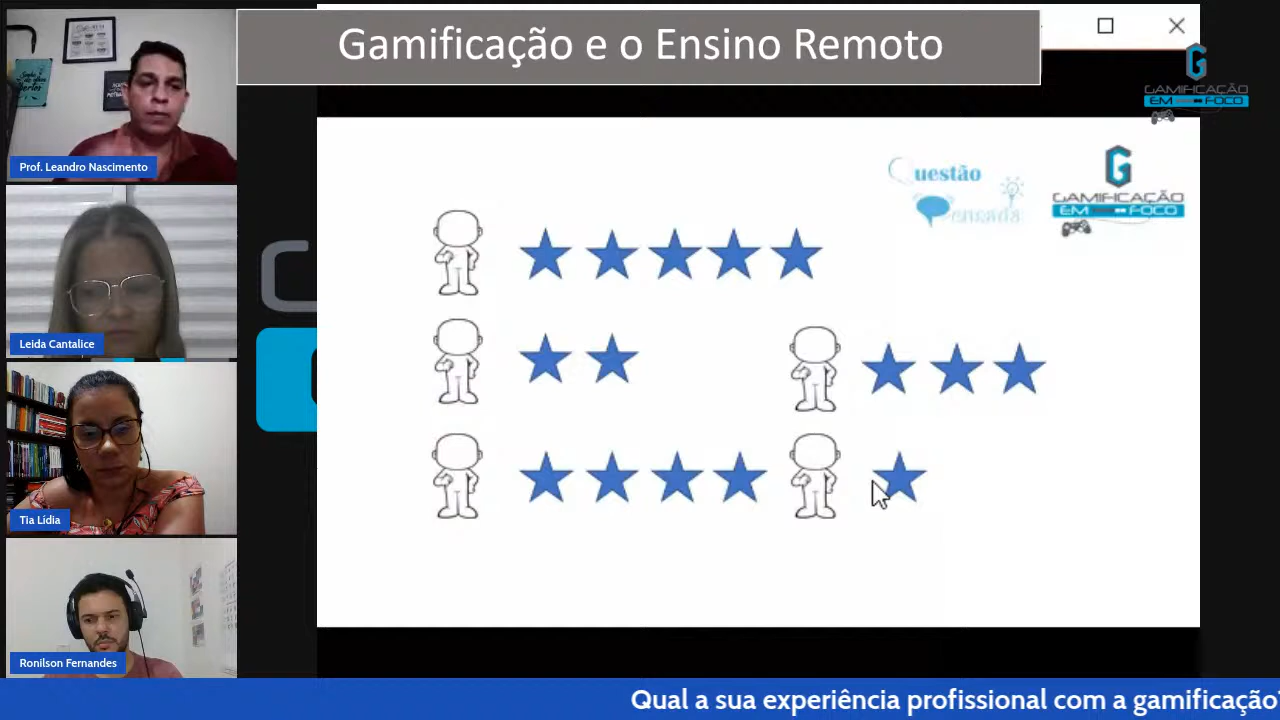 Gamificação e o Ensino Remoto
GAMIFICAÇÃO
EM FOCO
Questão
Pensada
GAMIFICAÇÃO
EM FOCO
Prof. Leandro Nascimento
Leida Cantalice
Tia Lídia
Ronilson Fernandes
Qual a sua experiência profissional com a gamificação?